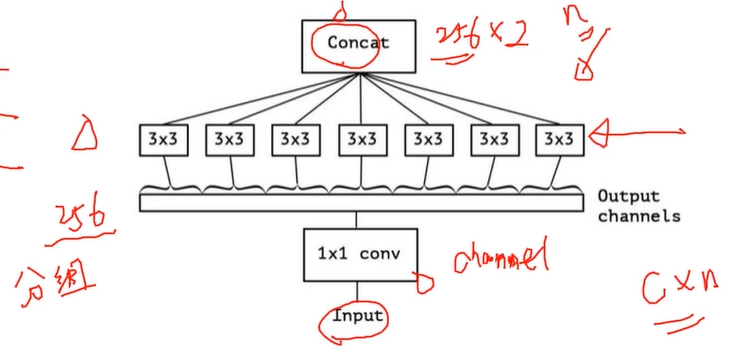 Concat
256×2
n
3x3 3x3 3x3 3x3 3x3 3x3 3x3
256
Output
channels
分组
1x1 conv
channel
C×n
Input